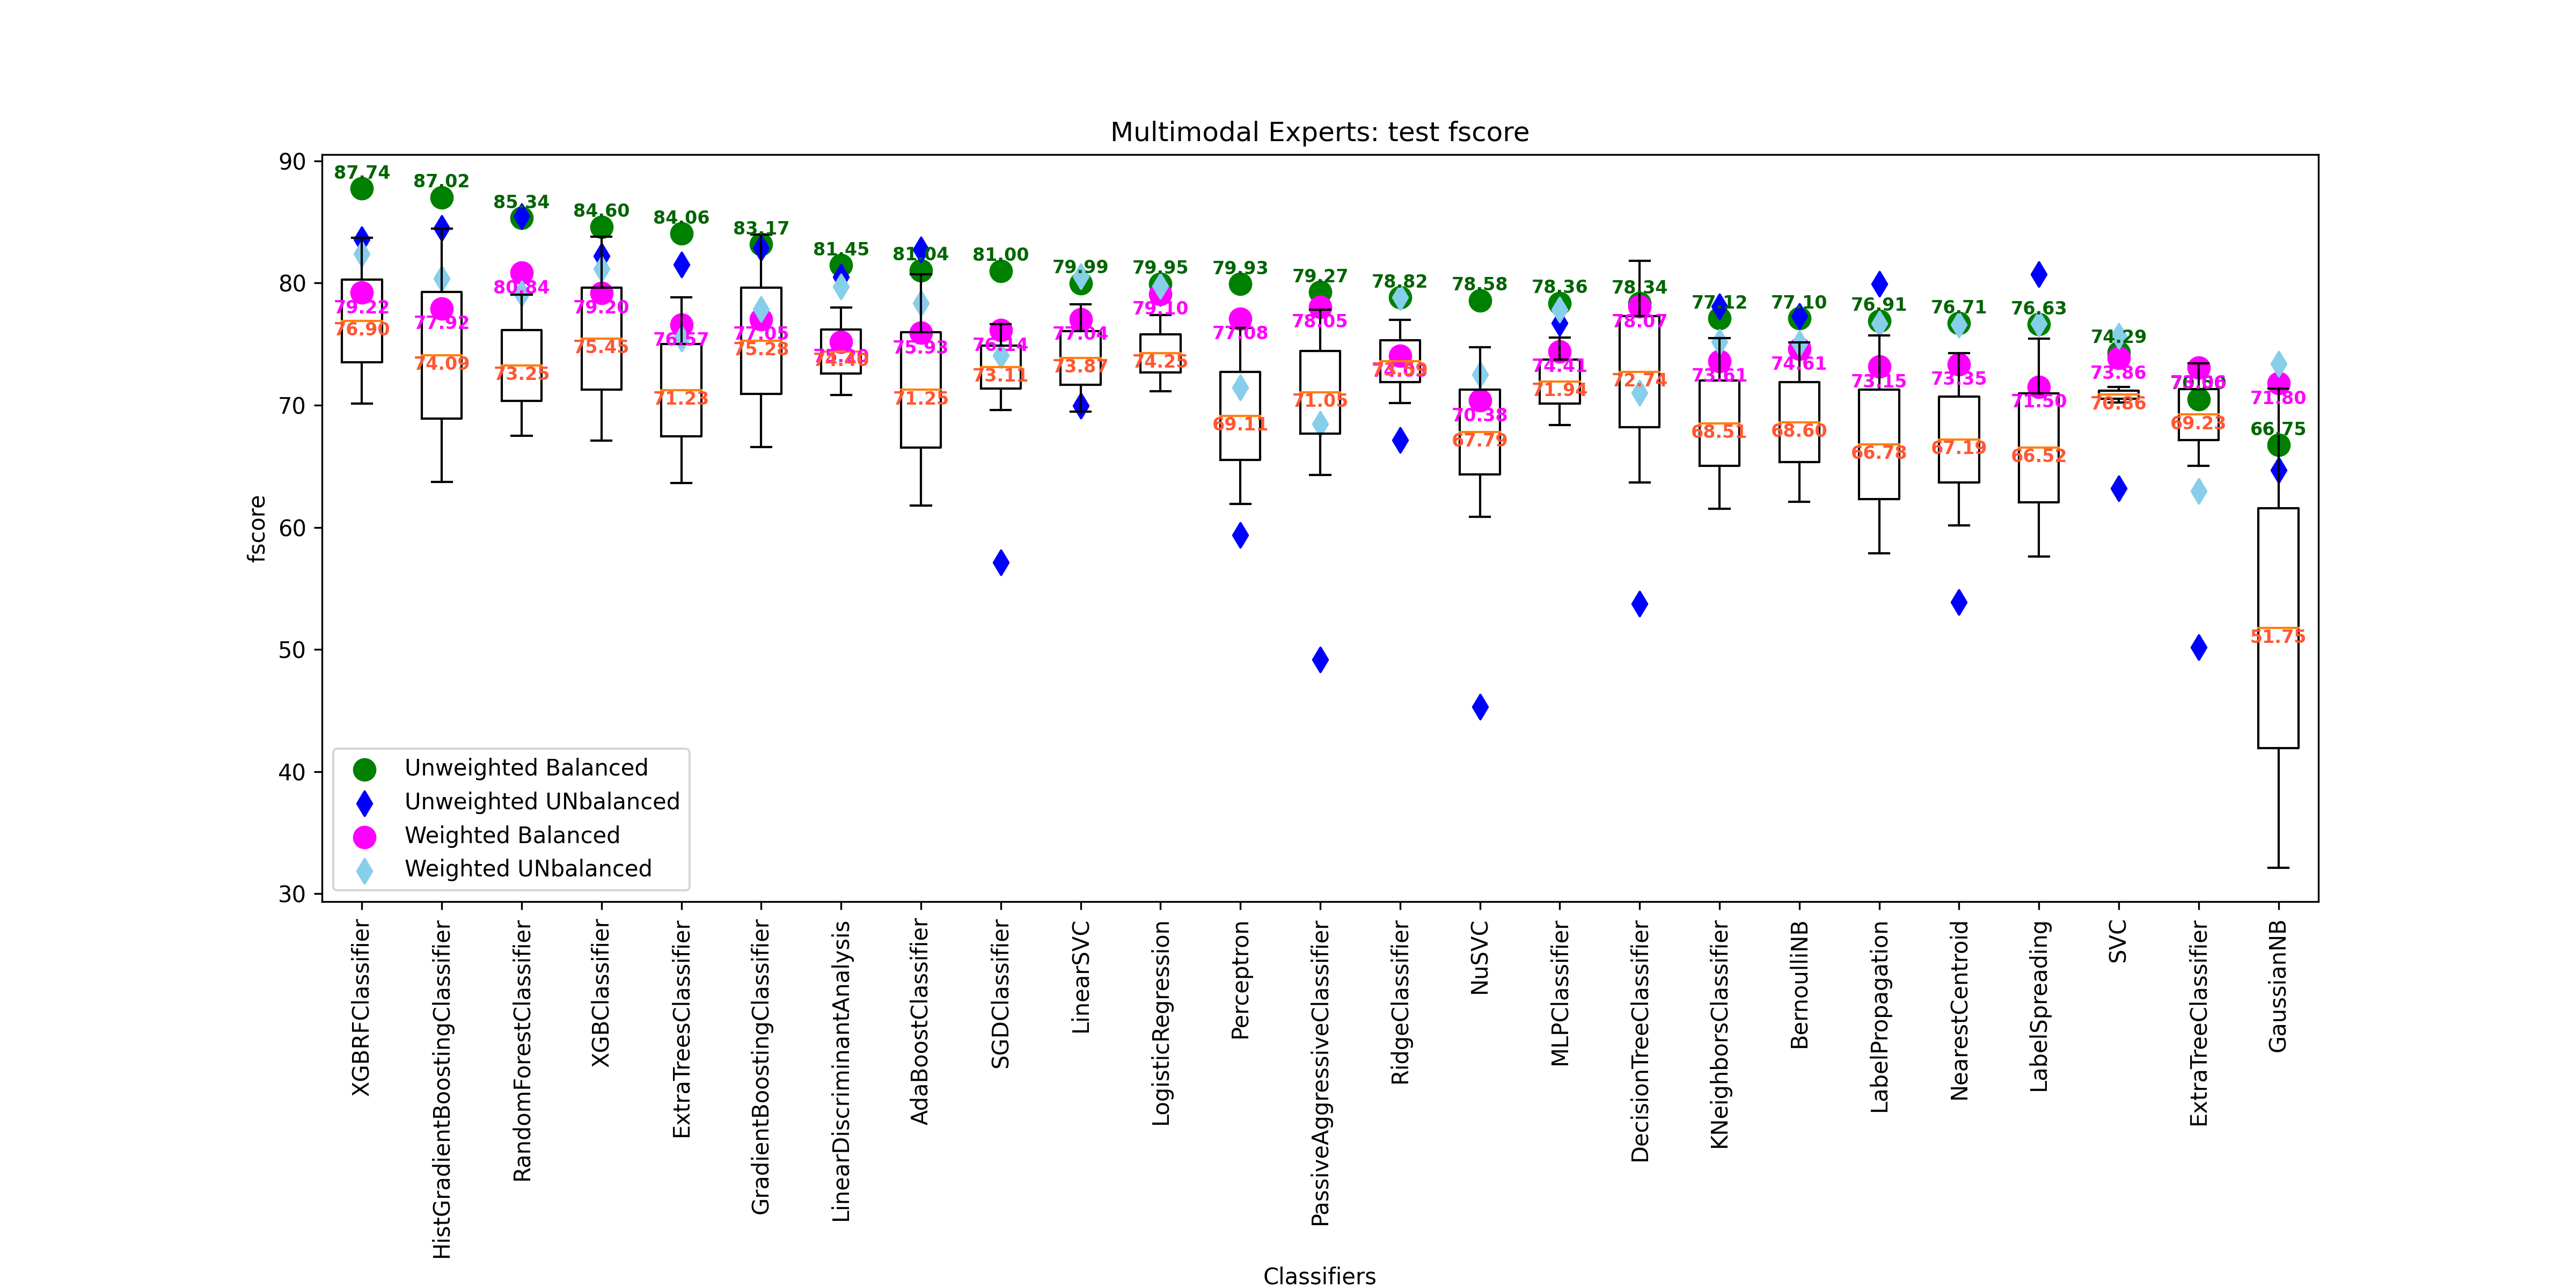 Multimodal Experts: test fscore
fscore
90
80
70
60
50
40
30
87.74
87.02
85.34
84.60
84.06
83.17
81.45
81.04
81.00
79.99
79.95
79.93
79.27
78.82
78.58
78.36
78.34
77.12
77.10
76.91
76.71
76.63
74.29
66.75
79.22
77.92
80.84
79.20
76.57
77.05
75.93
76.14
77.04
79.10
77.08
78.05
70.38
74.41
78.07
73.61
74.61
73.15
73.35
71.50
73.86
71.80
76.90
74.09
73.25
75.45
71.23
75.28
71.25
73.11
73.87
74.25
69.11
71.05
67.79
71.94
72.74
68.51
68.60
66.78
67.19
66.52
70.86
69.23
51.75
Unweighted Balanced
Unweighted UNbalanced
Weighted Balanced
Weighted UNbalanced
XGBRFClassifier
HistGradientBoostingClassifier
RandomForestClassifier
XGBClassifier
ExtraTreesClassifier
GradientBoostingClassifier
LinearDiscriminantAnalysis
AdaBoostClassifier
SGDClassifier
LinearSVC
LogisticRegression
Perceptron
PassiveAggressiveClassifier
RidgeClassifier
NuSVC
MLPClassifier
DecisionTreeClassifier
KNeighborsClassifier
BernoulliNB
LabelPropagation
NearestCentroid
LabelSpreading
SVC
ExtraTreeClassifier
GaussianNB
Classifiers